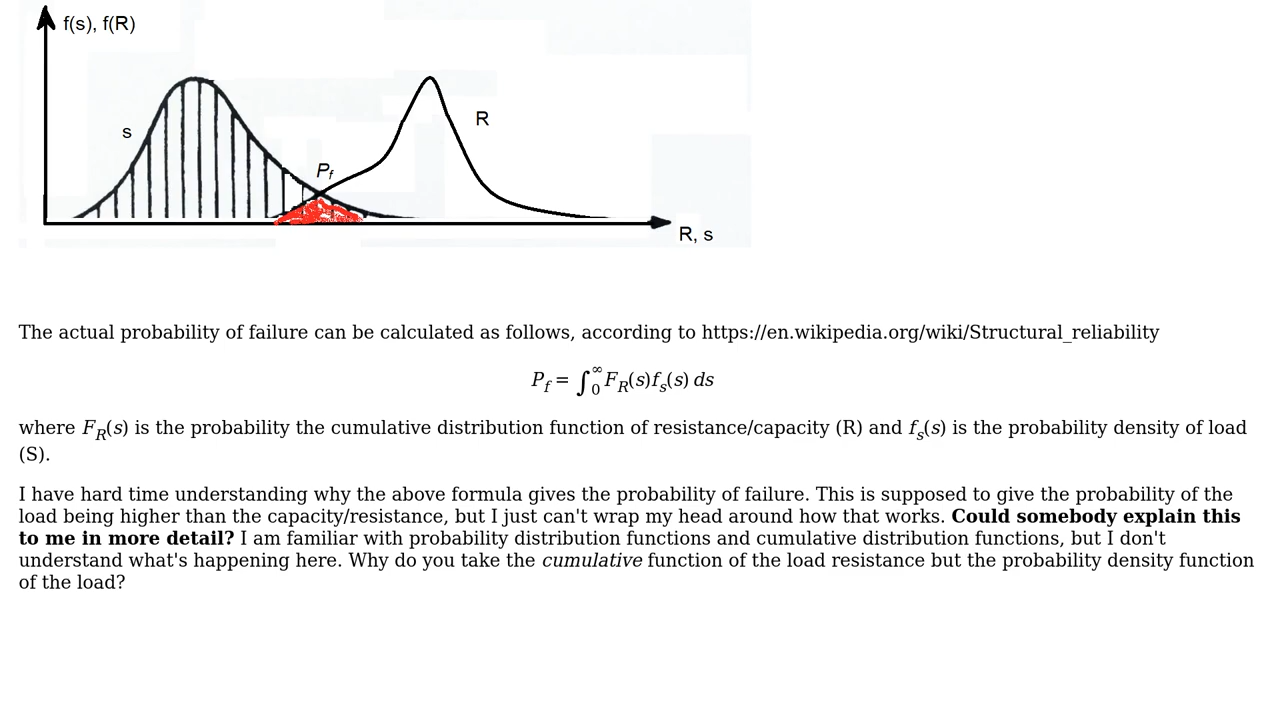 f(s), f(R)
s
R
Pf
R, s
The actual probability of failure can be calculated as follows, according to https://en.wikipedia.org/wiki/Structural_reliability
P_f = ∫_0^∞ F_R(s)f_s(s) ds
where F_R(s) is the probability the cumulative distribution function of resistance/capacity (R) and f_s(s) is the probability density of load
(S).
I have hard time understanding why the above formula gives the probability of failure. This is supposed to give the probability of the
load being higher than the capacity/resistance, but I just can't wrap my head around how that works. Could somebody explain this
to me in more detail? I am familiar with probability distribution functions and cumulative distribution functions, but I don't
understand what's happening here. Why do you take the cumulative function of the load resistance but the probability density function
of the load?